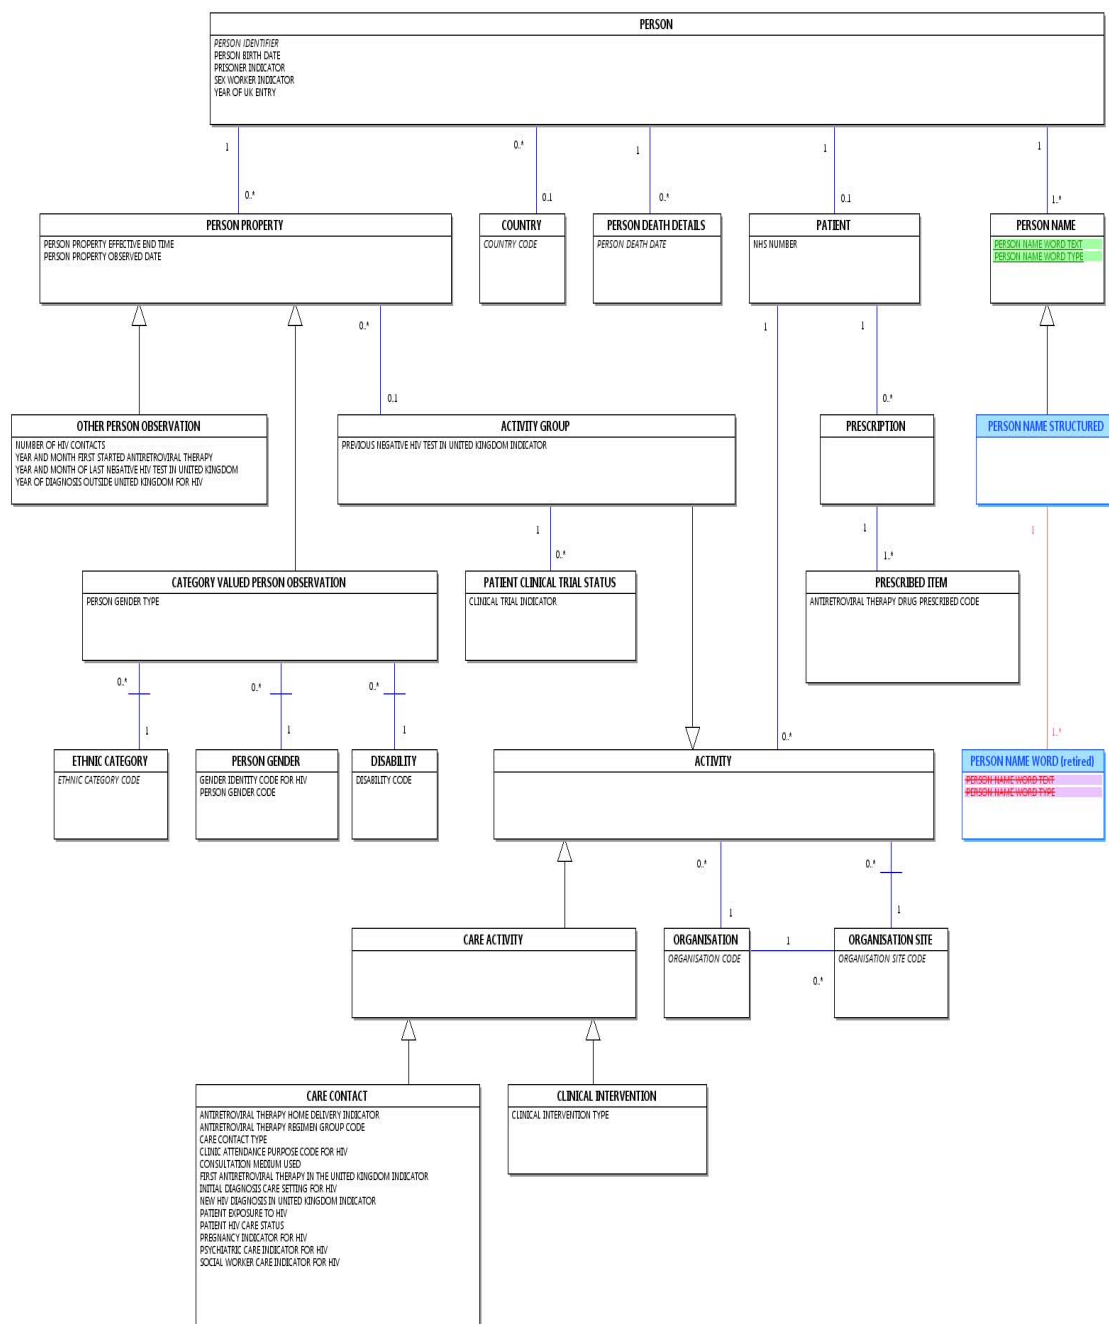 PERSON
PERSON IDENTIFIER
PERSON BIRTH DATE
PRISONER INDICATOR
SEX WORKER INDICATOR
YEAR OF UK ENTRY
1
0..*
1
1
1
0..*
0..1
0..*
0..1
1..*
PERSON PROPERTY
PERSON PROPERTY EFFECTIVE END TIME
PERSON PROPERTY OBSERVED DATE
COUNTRY
COUNTRY CODE
PERSON DEATH DETAILS
PERSON DEATH DATE
PATIENT
NHS NUMBER
PERSON NAME
PERSON NAME WORD TEXT
PERSON NAME WORD TYPE
0..*
1
1
0..1
0..*
OTHER PERSON OBSERVATION
NUMBER OF HIV CONTACTS
YEAR AND MONTH FIRST STARTED ANTIRETROVIRAL THERAPY
YEAR AND MONTH OF LAST NEGATIVE HIV TEST IN UNITED KINGDOM
YEAR OF DIAGNOSIS OUTSIDE UNITED KINGDOM FOR HIV
ACTIVITY GROUP
PREVIOUS NEGATIVE HIV TEST IN UNITED KINGDOM INDICATOR
PRESCRIPTION
PERSON NAME STRUCTURED
1
1
1
0..*
1..*
CATEGORY VALUED PERSON OBSERVATION
PERSON GENDER TYPE
PATIENT CLINICAL TRIAL STATUS
CLINICAL TRIAL INDICATOR
PRESCRIBED ITEM
ANTIRETROVIRAL THERAPY DRUG PRESCRIBED CODE
0..*
0..*
0..*
1
1
1
0..*
1..*
ETHNIC CATEGORY
ETHNIC CATEGORY CODE
PERSON GENDER
GENDER IDENTITY CODE FOR HIV
PERSON GENDER CODE
DISABILITY
DISABILITY CODE
ACTIVITY
PERSON NAME WORD (retired)
PERSON NAME WORD TEXT
PERSON NAME WORD TYPE
0..*
0..*
1
1
CARE ACTIVITY
ORGANISATION
ORGANISATION CODE
1
0..*
ORGANISATION SITE
ORGANISATION SITE CODE
CARE CONTACT
ANTIRETROVIRAL THERAPY HOME DELIVERY INDICATOR
ANTIRETROVIRAL THERAPY REGIMEN GROUP CODE
CARE CONTACT TYPE
CLINIC ATTENDANCE PURPOSE CODE FOR HIV
CONSULTATION MEDIUM USED
FIRST ANTIRETROVIRAL THERAPY IN THE UNITED KINGDOM INDICATOR
INITIAL DIAGNOSIS CARE SETTING FOR HIV
NEW HIV DIAGNOSIS IN UNITED KINGDOM INDICATOR
PATIENT EXPOSURE TO HIV
PATIENT HIV CARE STATUS
PREGNANCY INDICATOR FOR HIV
PSYCHIATRIC CARE INDICATOR FOR HIV
SOCIAL WORKER CARE INDICATOR FOR HIV
CLINICAL INTERVENTION
CLINICAL INTERVENTION TYPE